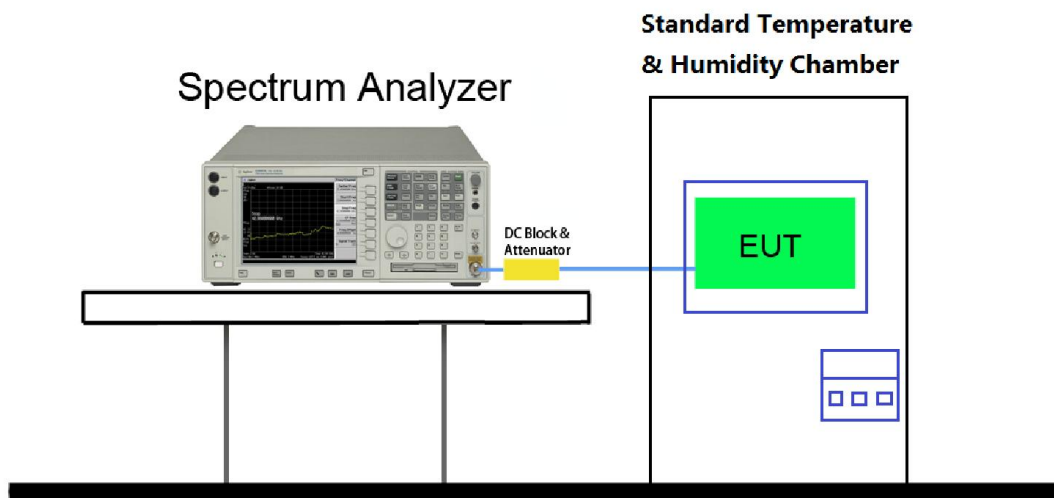 Standard Temperature
& Humidity Chamber
Spectrum Analyzer
DC Block &
Attenuator
EUT